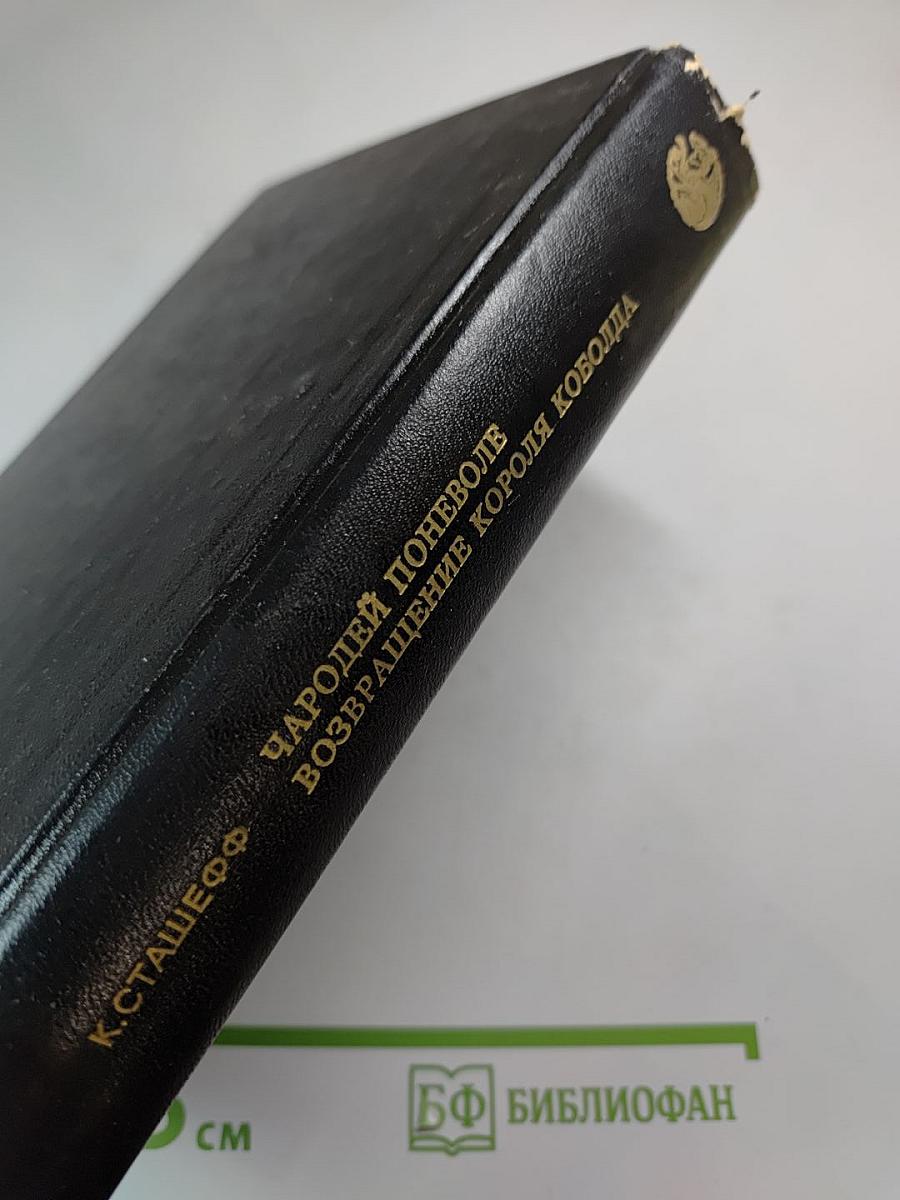 К. СТАШЕФФ
ЧАРОДЕЙ ПОНЕВОЛЕ
ВОЗВРАЩЕНИЕ КОРОЛЯ КОБОЛДА
см
БФ БИБЛИОФАН